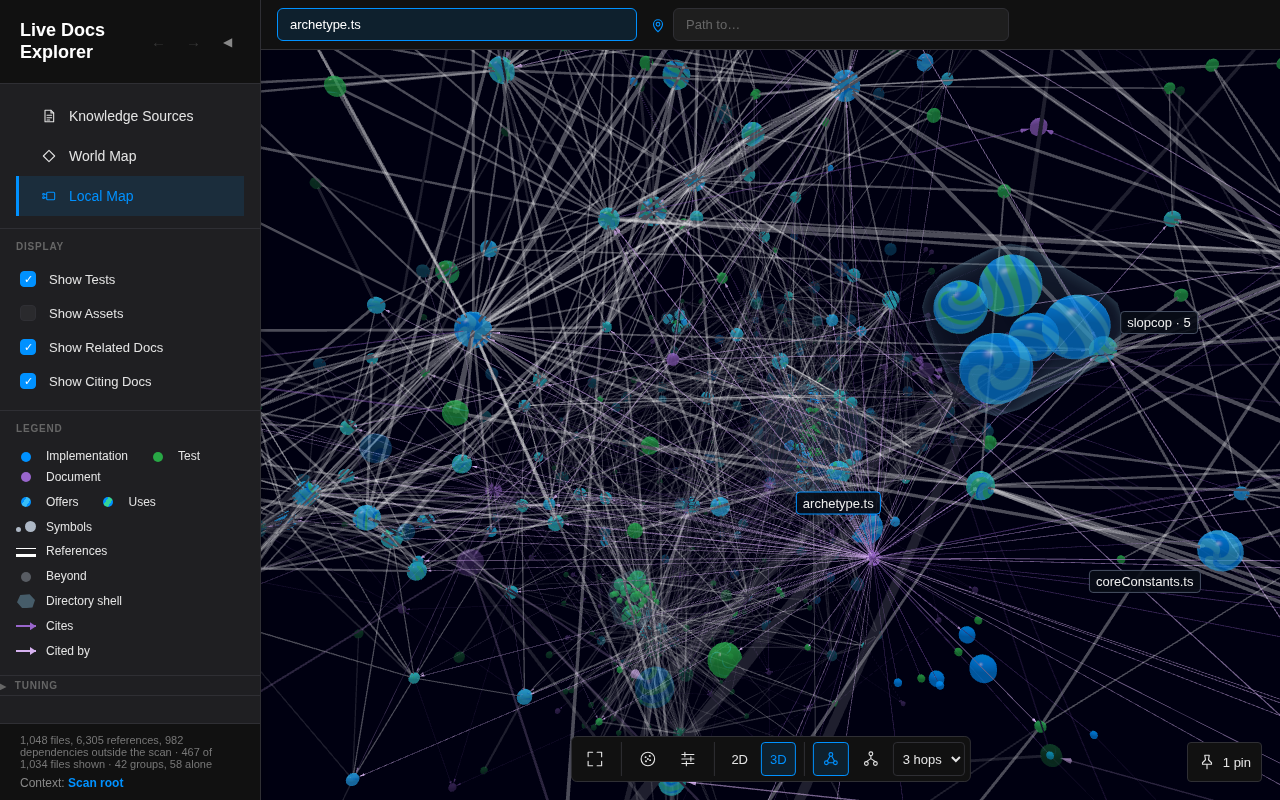 Live Docs
Explorer
archetype.ts
Path to…
Knowledge Sources
World Map
Local Map
DISPLAY
Show Tests
Show Assets
Show Related Docs
Show Citing Docs
LEGEND
Implementation
Test
Document
Offers
Uses
Symbols
References
Beyond
Directory shell
Cites
Cited by
TUNING
1,048 files, 6,305 references, 982
dependencies outside the scan · 467 of
1,034 files shown · 42 groups, 58 alone
Context: Scan root
slopcop · 5
archetype.ts
coreConstants.ts
2D
3D
3 hops
1 pin